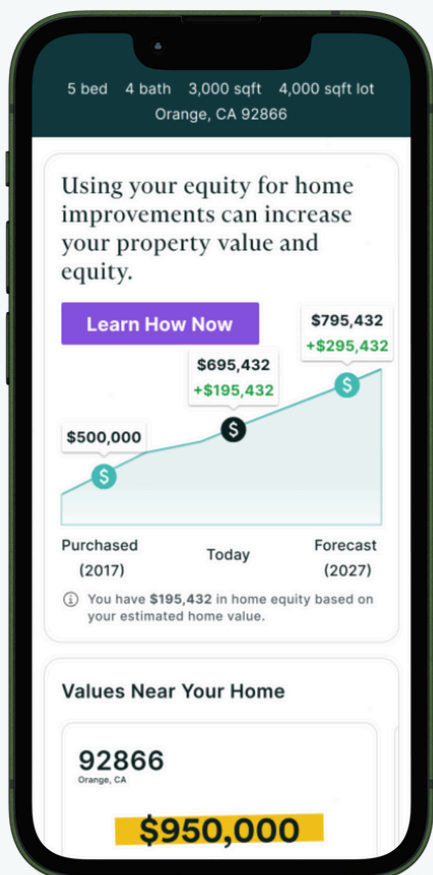 5 bed 4 bath 3,000 sqft 4,000 sqft lot
Orange, CA 92866
Using your equity for home
improvements can increase
your property value and
equity.
Learn How Now
$795,432
+$295,432
$695,432
+$195,432
$500,000
$
$
$
Purchased
(2017)
Today
Forecast
(2027)
You have $195,432 in home equity based on
your estimated home value.
Values Near Your Home
92866
Orange, CA
$950,000